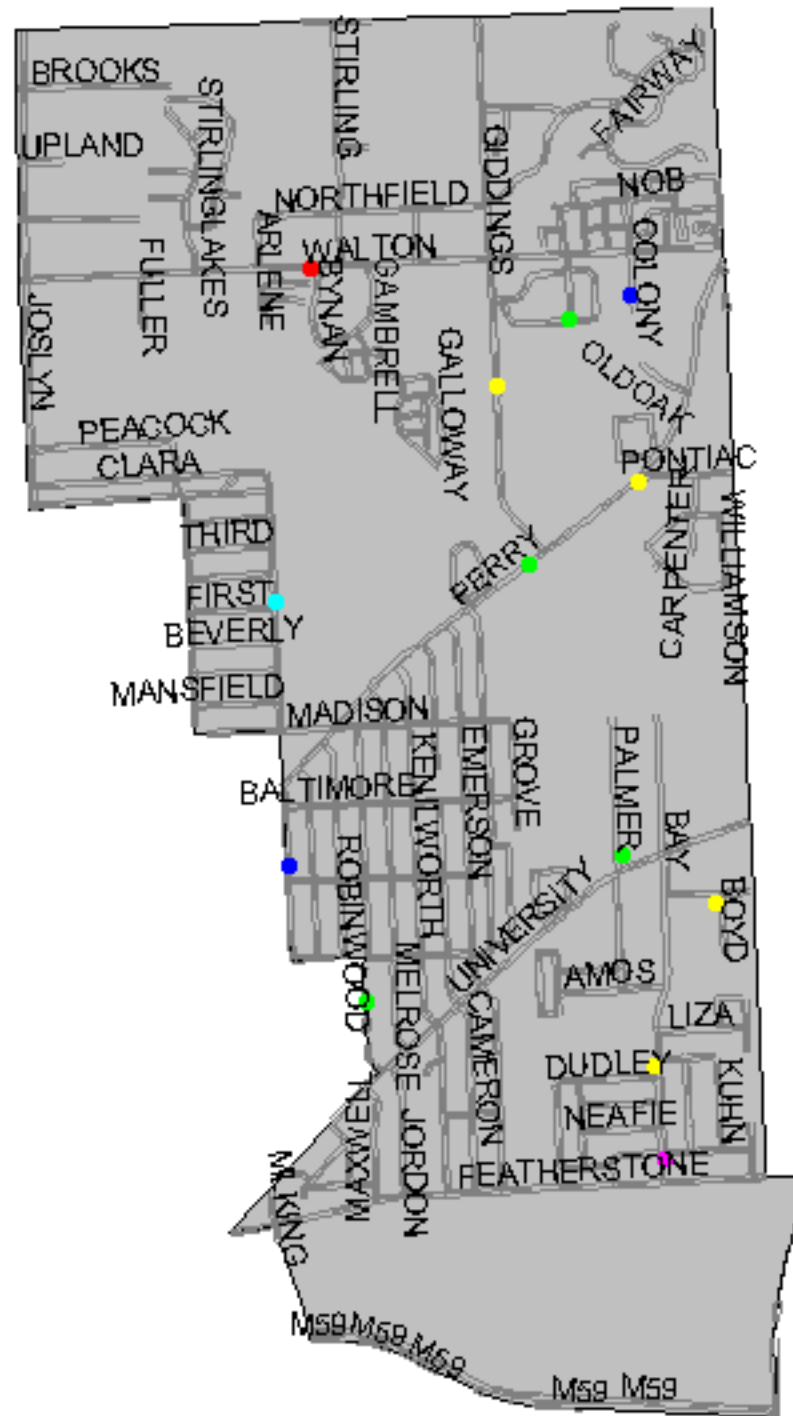 BROOKS
STIRLING
FAIRWAY
STIRLINGLAKES
UPLAND
GIDDINGS
NOB
NORTHFIELD
ARLENE
WALTON
COLONY
FULLER
BYNAN
GAMBRELL
JOSLYN
GALLOWAY
OLDOAK
PEACOCK
CLARA
PONTIAC
CARPENTER
WILLIAMSON
THIRD
PERRY
FIRST
BEVERLY
MANSFIELD
MADISON
GROVE
KENILWORTH
EMERSON
PALMER
BALTIMORE
BAY
ROBINWOOD
UNIVERSITY
BOYD
MELROSE
AMOS
CAMERON
LIZA
DUDLEY
KUHN
MAXWELL
JORDON
NEAFIE
FEATHERSTONE
MLKING
M59
M59
M59
M59
M59